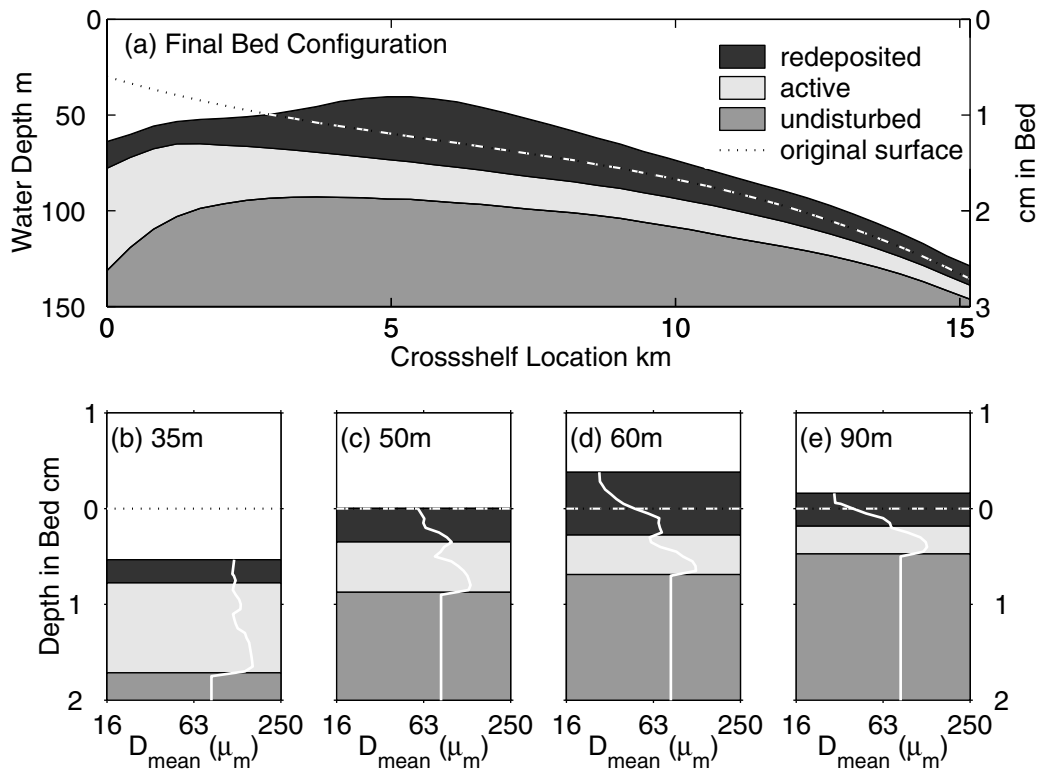 (a) Final Bed Configuration
redeposited
active
undisturbed
original surface
Water Depth m
0
50
100
150
cm in Bed
0
1
2
3
0
5
10
15
Crossshelf Location km
(b) 35m
(c) 50m
(d) 60m
(e) 90m
Depth in Bed cm
1
0
1
2
1
0
1
2
16
63
250
16
63
250
16
63
250
16
63
250
D_mean (μ_m)
D_mean (μ_m)
D_mean (μ_m)
D_mean (μ_m)